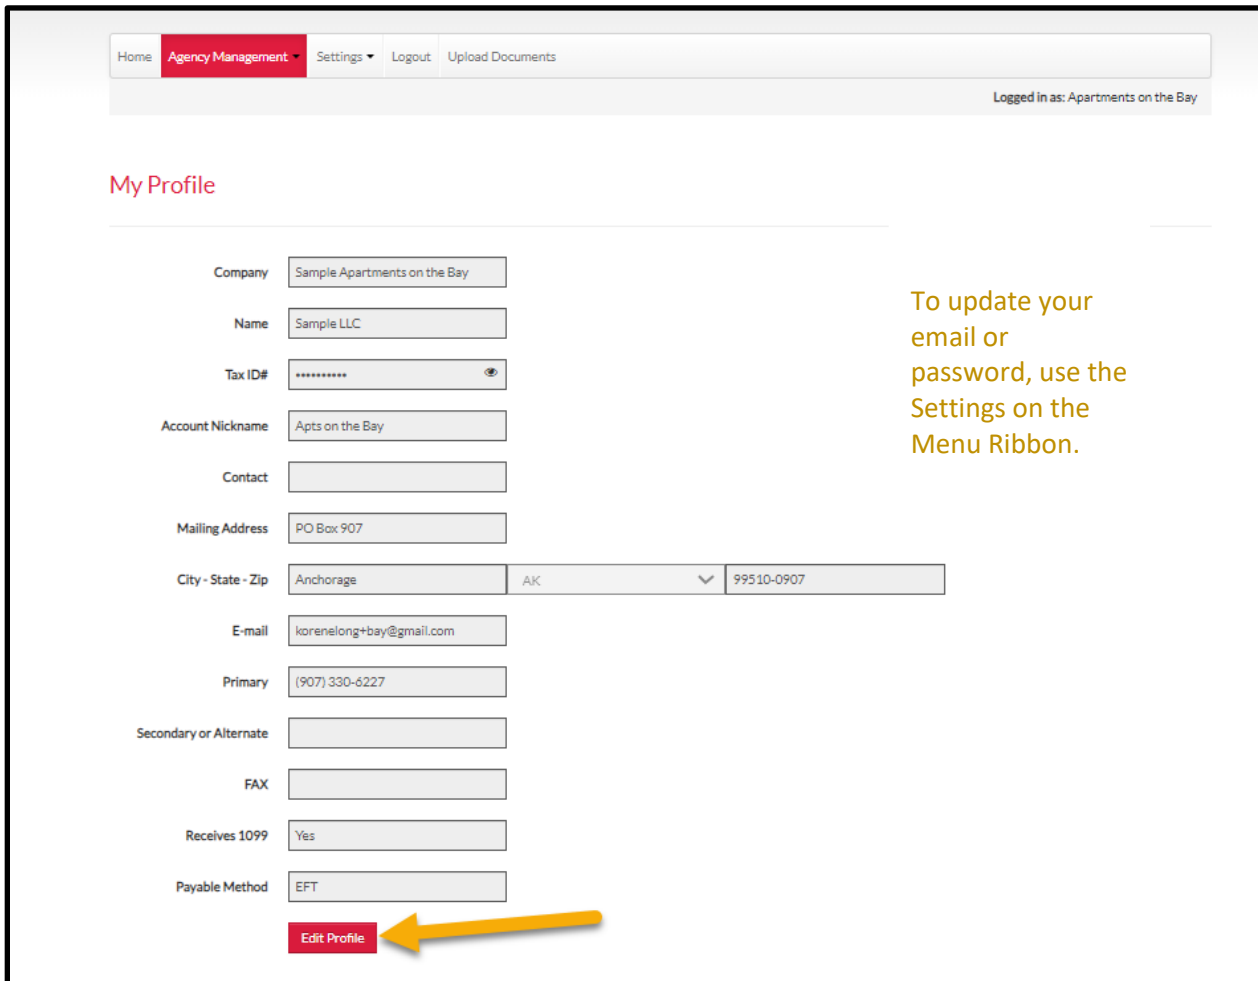 Home Agency Management Settings Logout Upload Documents
Logged in as: Apartments on the Bay
My Profile
Company Sample Apartments on the Bay
Name Sample LLC
Tax ID# ••••••••••
Account Nickname Apts on the Bay
Contact
Mailing Address PO Box 907
City - State - Zip Anchorage AK 99510-0907
E-mail korenelong+bay@gmail.com
Primary (907) 330-6227
Secondary or Alternate
FAX
Receives 1099 Yes
Payable Method EFT
Edit Profile
To update your
email or
password, use the
Settings on the
Menu Ribbon.